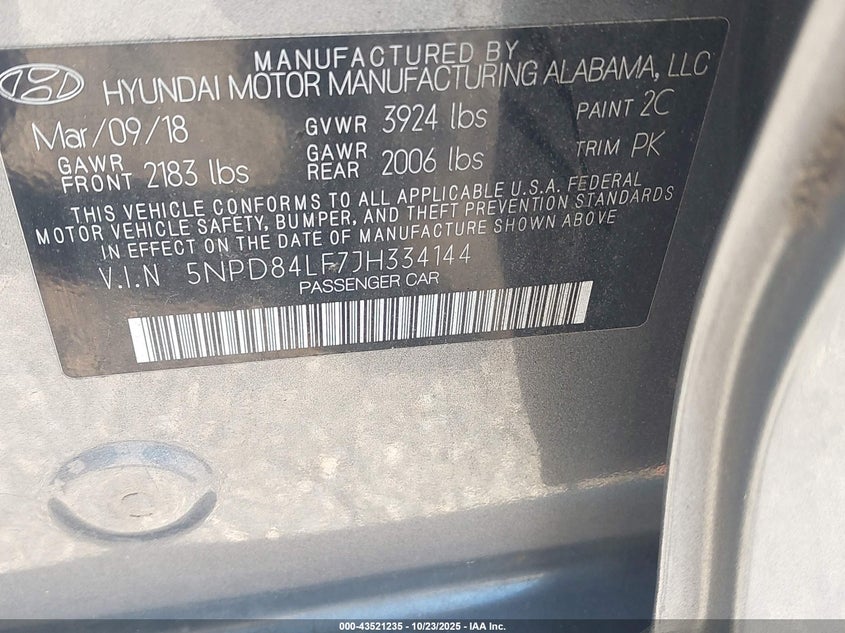 MANUFACTURED BY
HYUNDAI MOTOR MANUFACTURING ALABAMA, LLC
Mar/09/18 GVWR 3924 lbs PAINT 2C
GAWR FRONT 2183 lbs GAWR REAR 2006 lbs TRIM PK
THIS VEHICLE CONFORMS TO ALL APPLICABLE U.S.A. FEDERAL
MOTOR VEHICLE SAFETY, BUMPER, AND THEFT PREVENTION STANDARDS
IN EFFECT ON THE DATE OF MANUFACTURE SHOWN ABOVE
V.I.N 5NPD84LF7JH334144
PASSENGER CAR
000-43521235 - 10/23/2025 - IAA Inc.